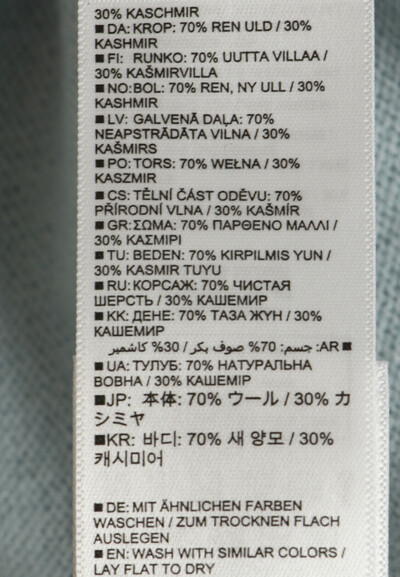 30% KASCHMIR
■ DA: KROP: 70% REN ULD / 30%
KASHMIR
■ FI: RUNKO: 70% UUTTA VILLAA /
30% KAŠMIRVILLA
■ NO:BOL: 70% REN, NY ULL / 30%
KASHMIR
■ LV: GALVENĀ DAĻA: 70%
NEAPSTRĀDĀTA VILNA / 30%
KAŠMIRS
■ PO: TORS: 70% WEŁNA / 30%
KASZMIR
■ CS: TĚLNÍ ČÁST ODĚVU: 70%
PŘÍRODNÍ VLNA / 30% KAŠMÍR
■ GR:ΣΩΜΑ: 70% ΠΑΡΘΕΝΟ ΜΑΛΛΙ /
30% ΚΑΣΜΙΡΙ
■ TU: BEDEN: 70% KIRPILMIS YUN /
30% KASMIR TUYU
■ RU: КОРСАЖ: 70% ЧИСТАЯ
ШЕРСТЬ / 30% КАШЕМИР
■ KK: ДЕНЕ: 70% ТАЗА ЖҮН / 30%
КАШЕМИР
■ AR: جسم: 70% صوف بكر / 30% كاشمير
■ UA: ТУЛУБ: 70% НАТУРАЛЬНА
ВОВНА / 30% КАШЕМІР
■JP: 本体: 70% ウール / 30% カ
シミヤ
■KR: 바디: 70% 새 양모 / 30%
캐시미어
■ DE: MIT ÄHNLICHEN FARBEN
WASCHEN / ZUM TROCKNEN FLACH
AUSLEGEN
■ EN: WASH WITH SIMILAR COLORS /
LAY FLAT TO DRY